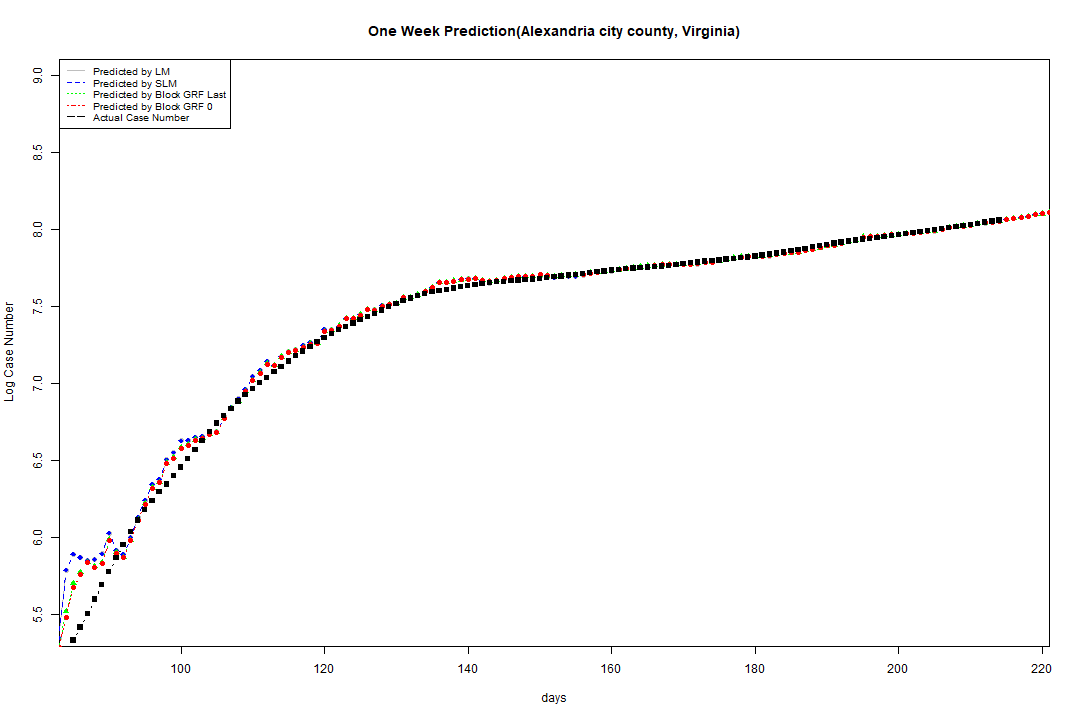 One Week Prediction(Alexandria city county, Virginia)
Predicted by LM
Predicted by SLM
Predicted by Block GRF Last
Predicted by Block GRF 0
Actual Case Number
9.0
8.5
8.0
7.5
7.0
6.5
6.0
5.5
Log Case Number
100 120 140 160 180 200 220
days